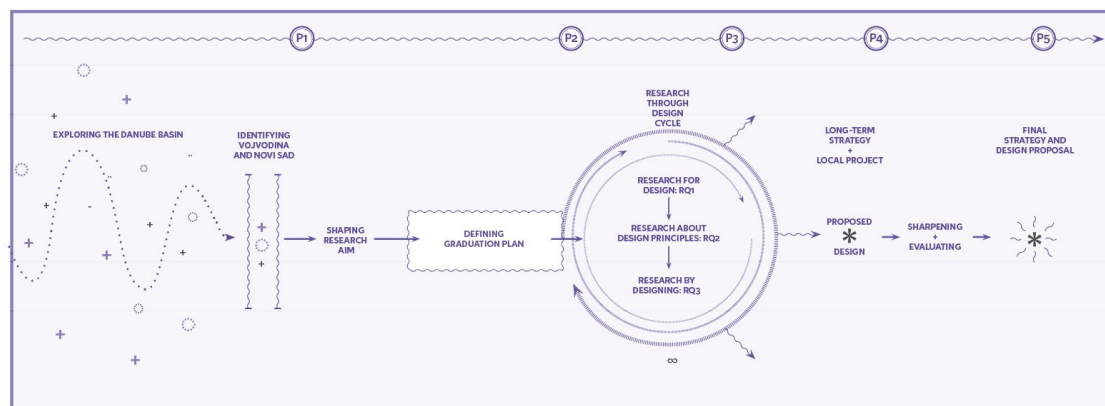 P1
P2
P3
P4
P5
EXPLORING THE DANUBE BASIN
IDENTIFYING
VOJVODINA
AND NOVI SAD
SHAPING
RESEARCH
AIM
DEFINING
GRADUATION PLAN
RESEARCH
THROUGH
DESIGN
CYCLE
RESEARCH FOR
DESIGN: RQ1
RESEARCH ABOUT
DESIGN PRINCIPLES: RQ2
RESEARCH BY
DESIGNING: RQ3
∞
LONG-TERM
STRATEGY
+
LOCAL PROJECT
PROPOSED
*
DESIGN
SHARPENING
+
EVALUATING
FINAL
STRATEGY AND
DESIGN PROPOSAL
*